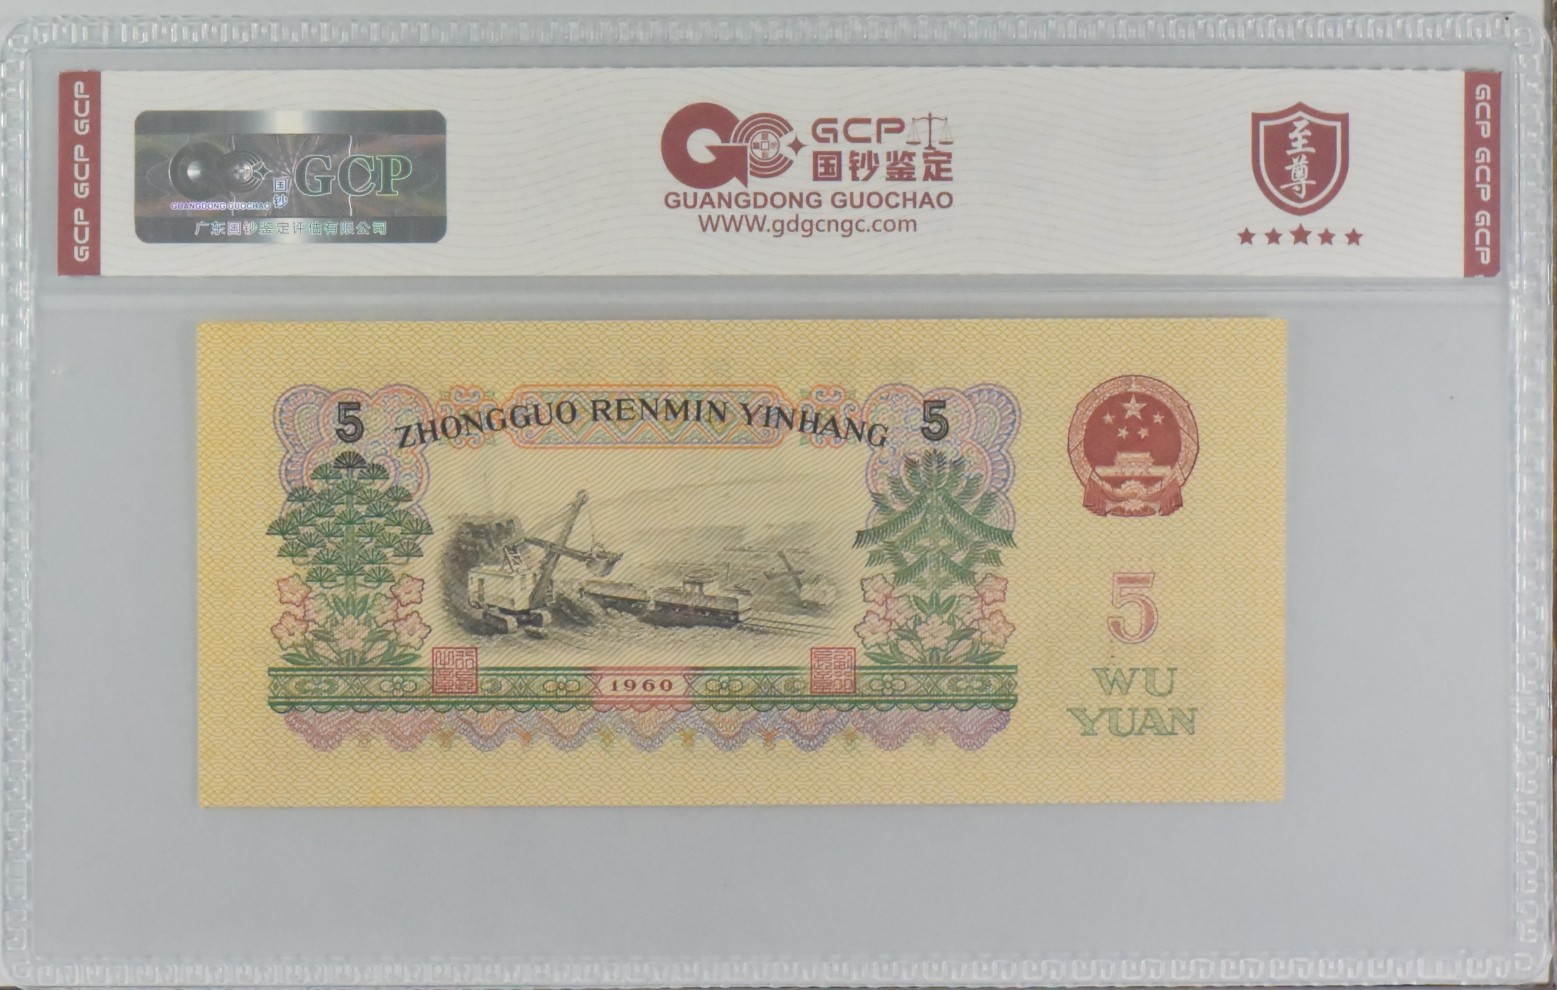 GCP GCP GCP
GUANGDONG GUOCHAO
国钞
GCP
广东国钞鉴定评估有限公司
GCP
国钞鉴定
GUANGDONG GUOCHAO
WWW.gdgcngc.com
至尊
GCP GCP GCP
5
ZHONGGUO RENMIN YINHANG
5
1960
5
WU
YUAN